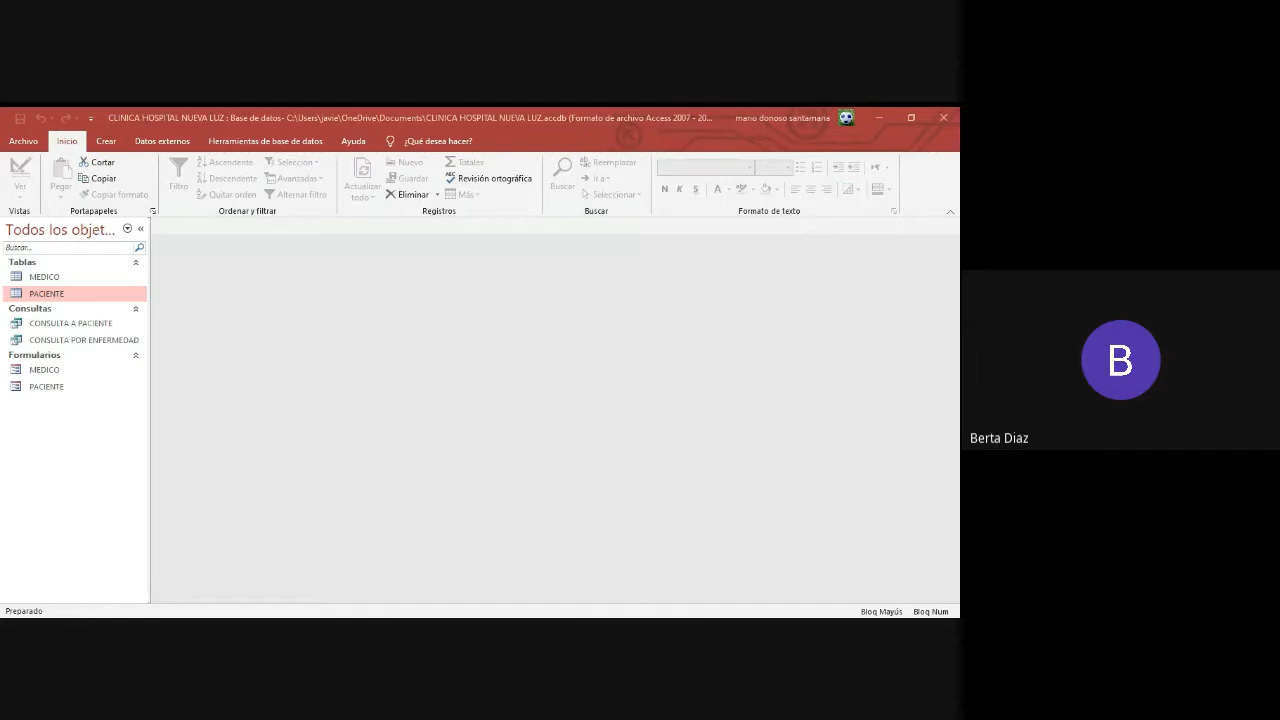 CLINICA HOSPITAL NUEVA LUZ : Base de datos- C:\Users\javie\OneDrive\Documents\CLINICA HOSPITAL NUEVA LUZ.accdb (Formato de archivo Access 2007 - 20...
mario donoso santamaria
Archivo Inicio Crear Datos externos Herramientas de base de datos Ayuda ¿Qué desea hacer?
Ver
Vistas
Pegar
Cortar
Copiar
Copiar formato
Portapapeles
Filtro
Ascendente
Descendente
Quitar orden
Selección
Avanzadas
Alternar filtro
Ordenar y filtrar
Actualizar
todo
Nuevo
Guardar
Eliminar
Totales
Revisión ortográfica
Más
Registros
Buscar
Reemplazar
Ir a
Seleccionar
Buscar
N K S A
Formato de texto
Todos los objet... «
Buscar...
Tablas
MEDICO
PACIENTE
Consultas
CONSULTA A PACIENTE
CONSULTA POR ENFERMEDAD
Formularios
MEDICO
PACIENTE
Preparado
Bloq Mayús Bloq Num
B
Berta Diaz